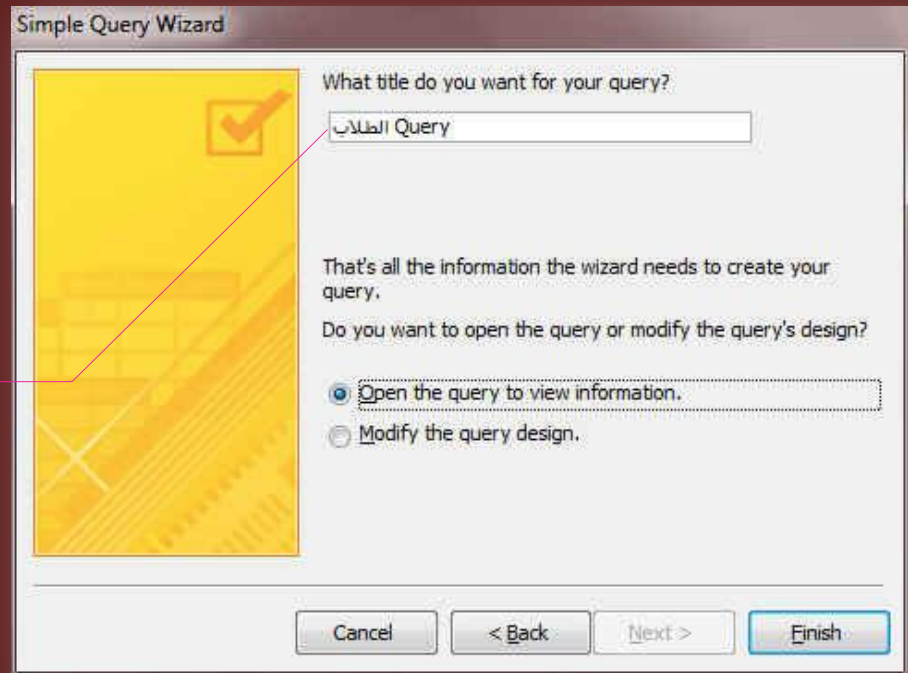 Simple Query Wizard
What title do you want for your query?
الطلاب Query
That's all the information the wizard needs to create your
query.
Do you want to open the query or modify the query's design?
Open the query to view information.
Modify the query design.
Cancel
< Back
Next >
Finish